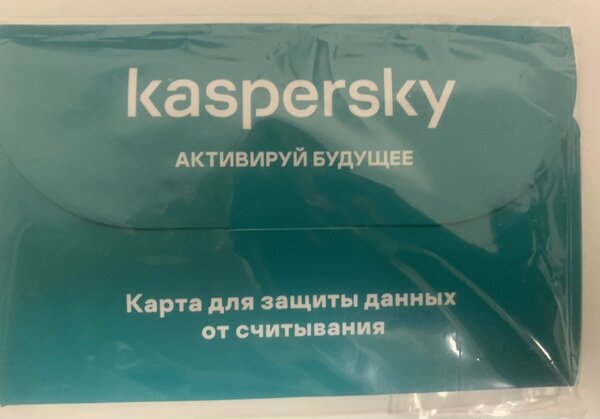 kaspersky
АКТИВИРУЙ БУДУЩЕЕ
Карта для защиты данных
от считывания